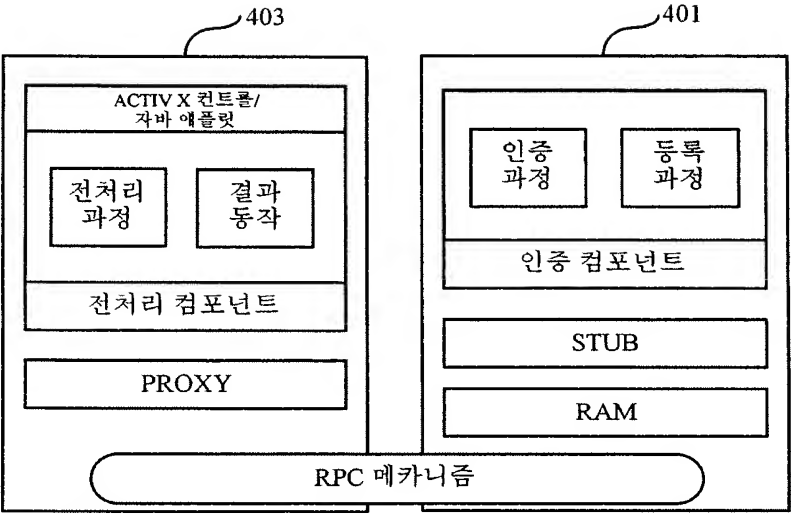 403
401
ACTIV X 컨트롤/
자바 애플릿
전처리
과정
결과
동작
전처리 컴포넌트
PROXY
인증
과정
등록
과정
인증 컴포넌트
STUB
RAM
RPC 메카니즘